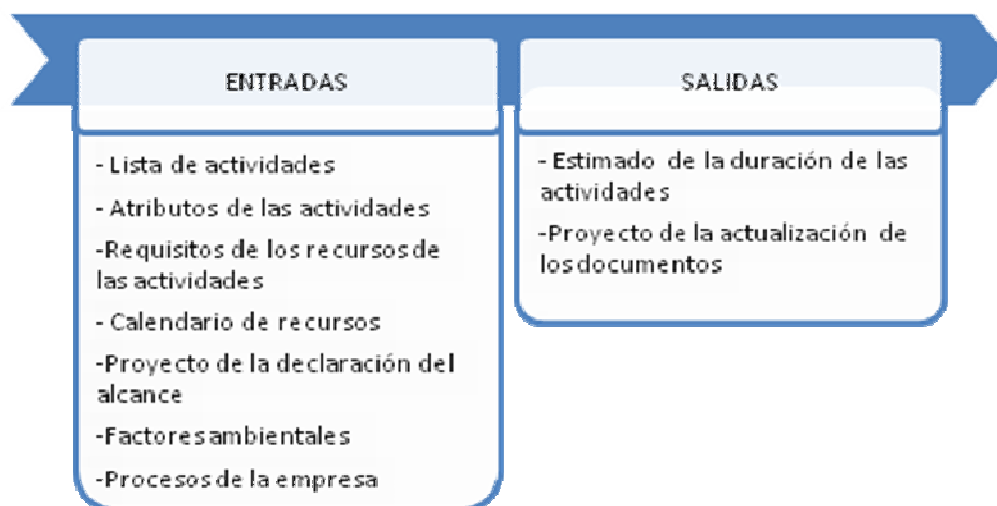 ENTRADAS
- Lista de actividades
- Atributos de las actividades
-Requisitos de los recursos de
las actividades
- Calendario de recursos
-Proyecto de la declaración del
alcance
-Factores ambientales
-Procesos de la empresa
SALIDAS
- Estimado de la duración de las
actividades
-Proyecto de la actualización de
los documentos